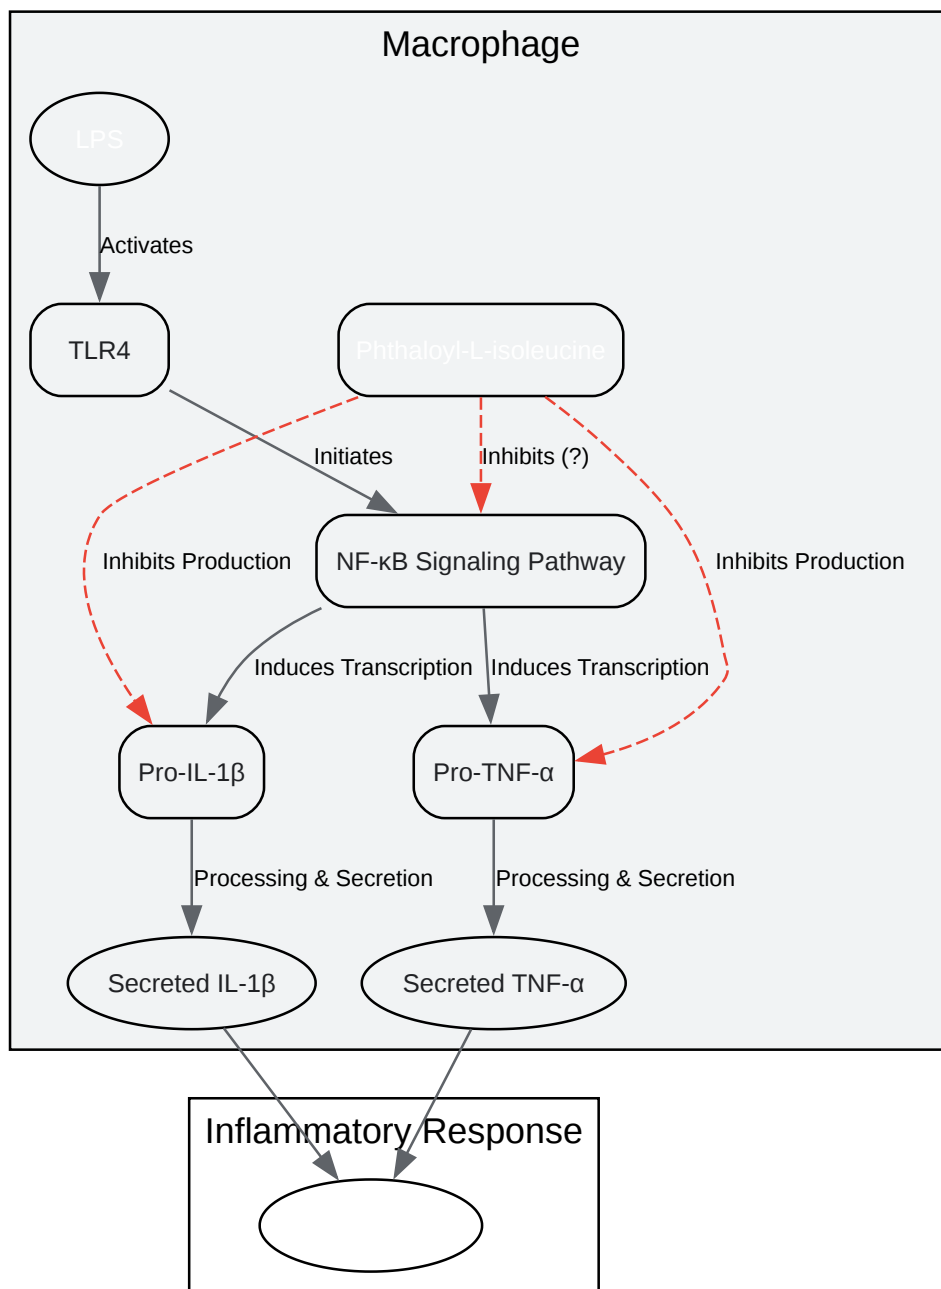 Macrophage
LPS
Activates
TLR4
Phthaloyl-L-isoleucine
Initiates
Inhibits (?)
Inhibits Production
NF-κB Signaling Pathway
Inhibits Production
Induces Transcription
Induces Transcription
Pro-IL-1β
Pro-TNF-α
Processing & Secretion
Processing & Secretion
Secreted IL-1β
Secreted TNF-α
Inflammatory Response